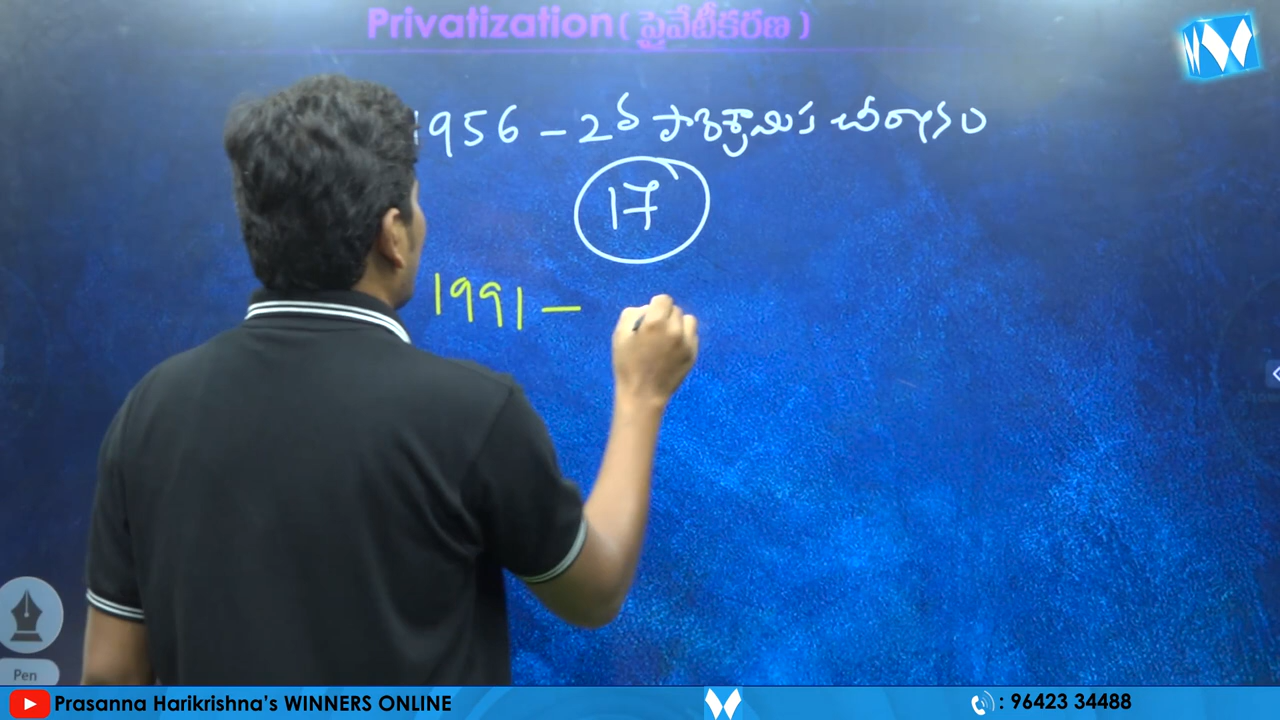 Privatization ( ప్రైవేటీకరణ )
1956 - 2వ పారిశ్రామిక తీర్మానం
17
1991 -
Pen
Prasanna Harikrishna's WINNERS ONLINE
: 96423 34488